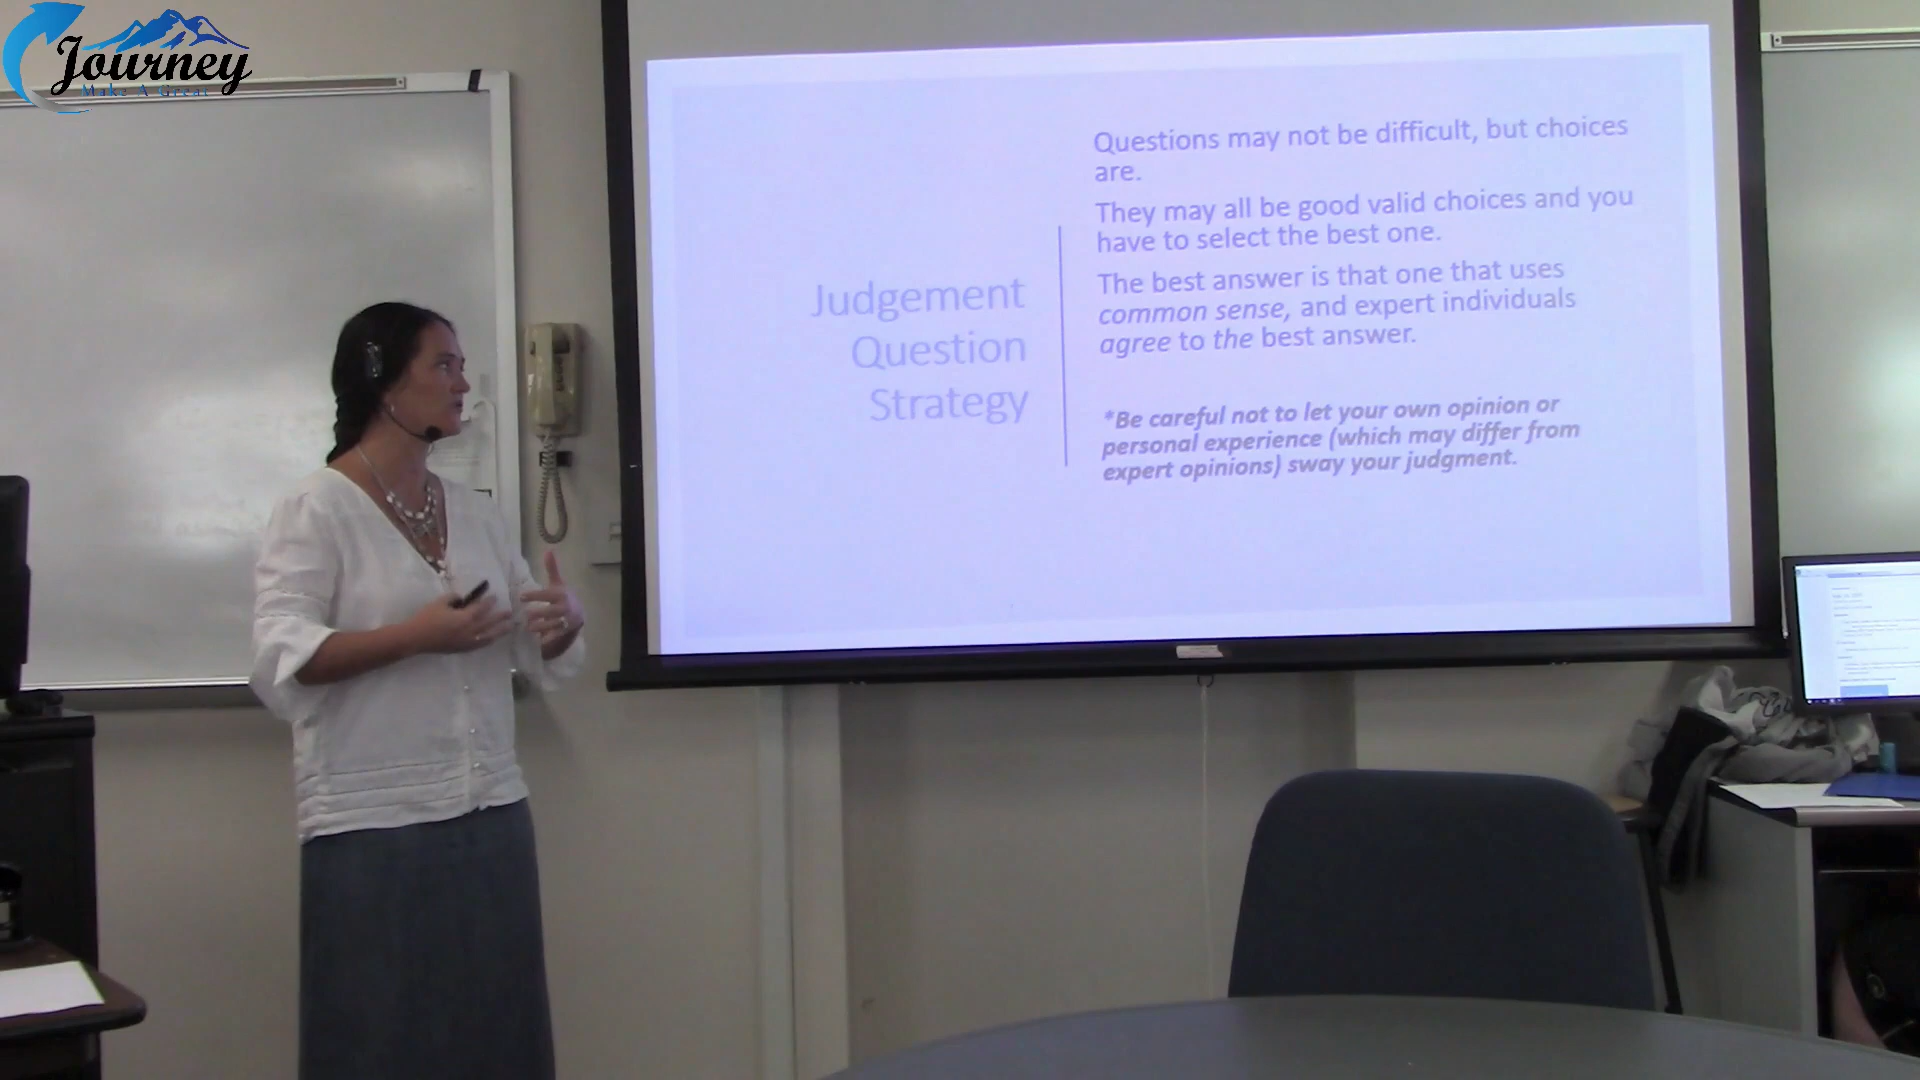 Journey
Make A Great
Judgement
Question
Strategy
Questions may not be difficult, but choices
are.
They may all be good valid choices and you
have to select the best one.
The best answer is that one that uses
common sense, and expert individuals
agree to the best answer.
*Be careful not to let your own opinion or
personal experience (which may differ from
expert opinions) sway your judgment.